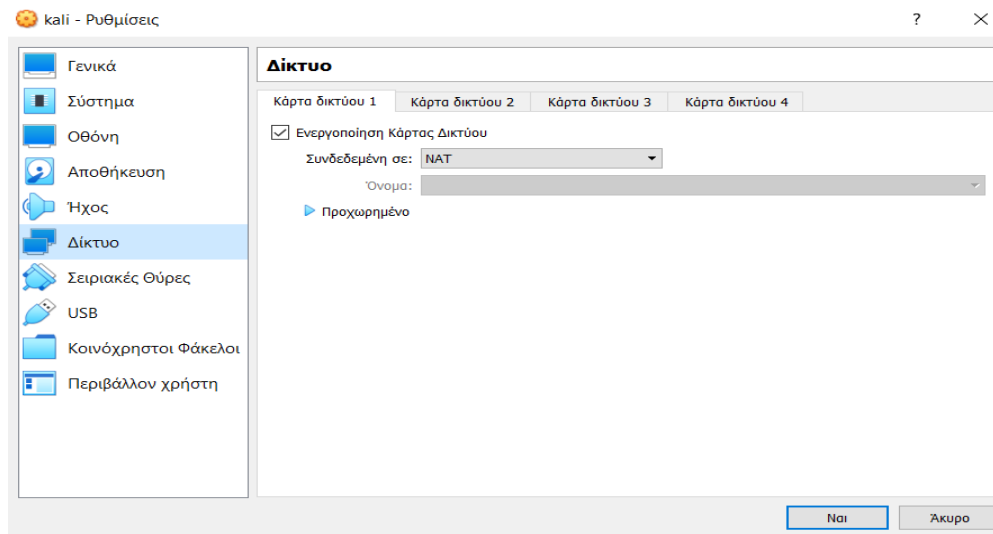 kali - Ρυθμίσεις
?
Γενικά
Σύστημα
Οθόνη
Αποθήκευση
Ήχος
Δίκτυο
Σειριακές Θύρες
USB
Κοινόχρηστοι Φάκελοι
Περιβάλλον χρήστη
Δίκτυο
Κάρτα δικτύου 1 Κάρτα δικτύου 2 Κάρτα δικτύου 3 Κάρτα δικτύου 4
Ενεργοποίηση Κάρτας Δικτύου
Συνδεδεμένη σε: NAT
Όνομα:
Προχωρημένο
Ναι Άκυρο